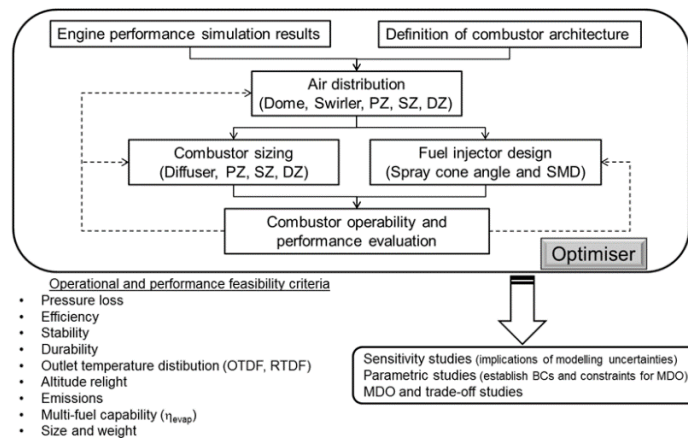 Engine performance simulation results
Definition of combustor architecture
Air distribution
(Dome, Swirler, PZ, SZ, DZ)
Combustor sizing
(Diffuser, PZ, SZ, DZ)
Fuel injector design
(Spray cone angle and SMD)
Combustor operability and
performance evaluation
Optimiser
Operational and performance feasibility criteria
• Pressure loss
• Efficiency
• Stability
• Durability
• Outlet temperature distibution (OTDF, RTDF)
• Altitude relight
• Emissions
• Multi-fuel capability (ηevap)
• Size and weight
Sensitivity studies (implications of modelling uncertainties)
Parametric studies (establish BCs and constraints for MDO)
MDO and trade-off studies